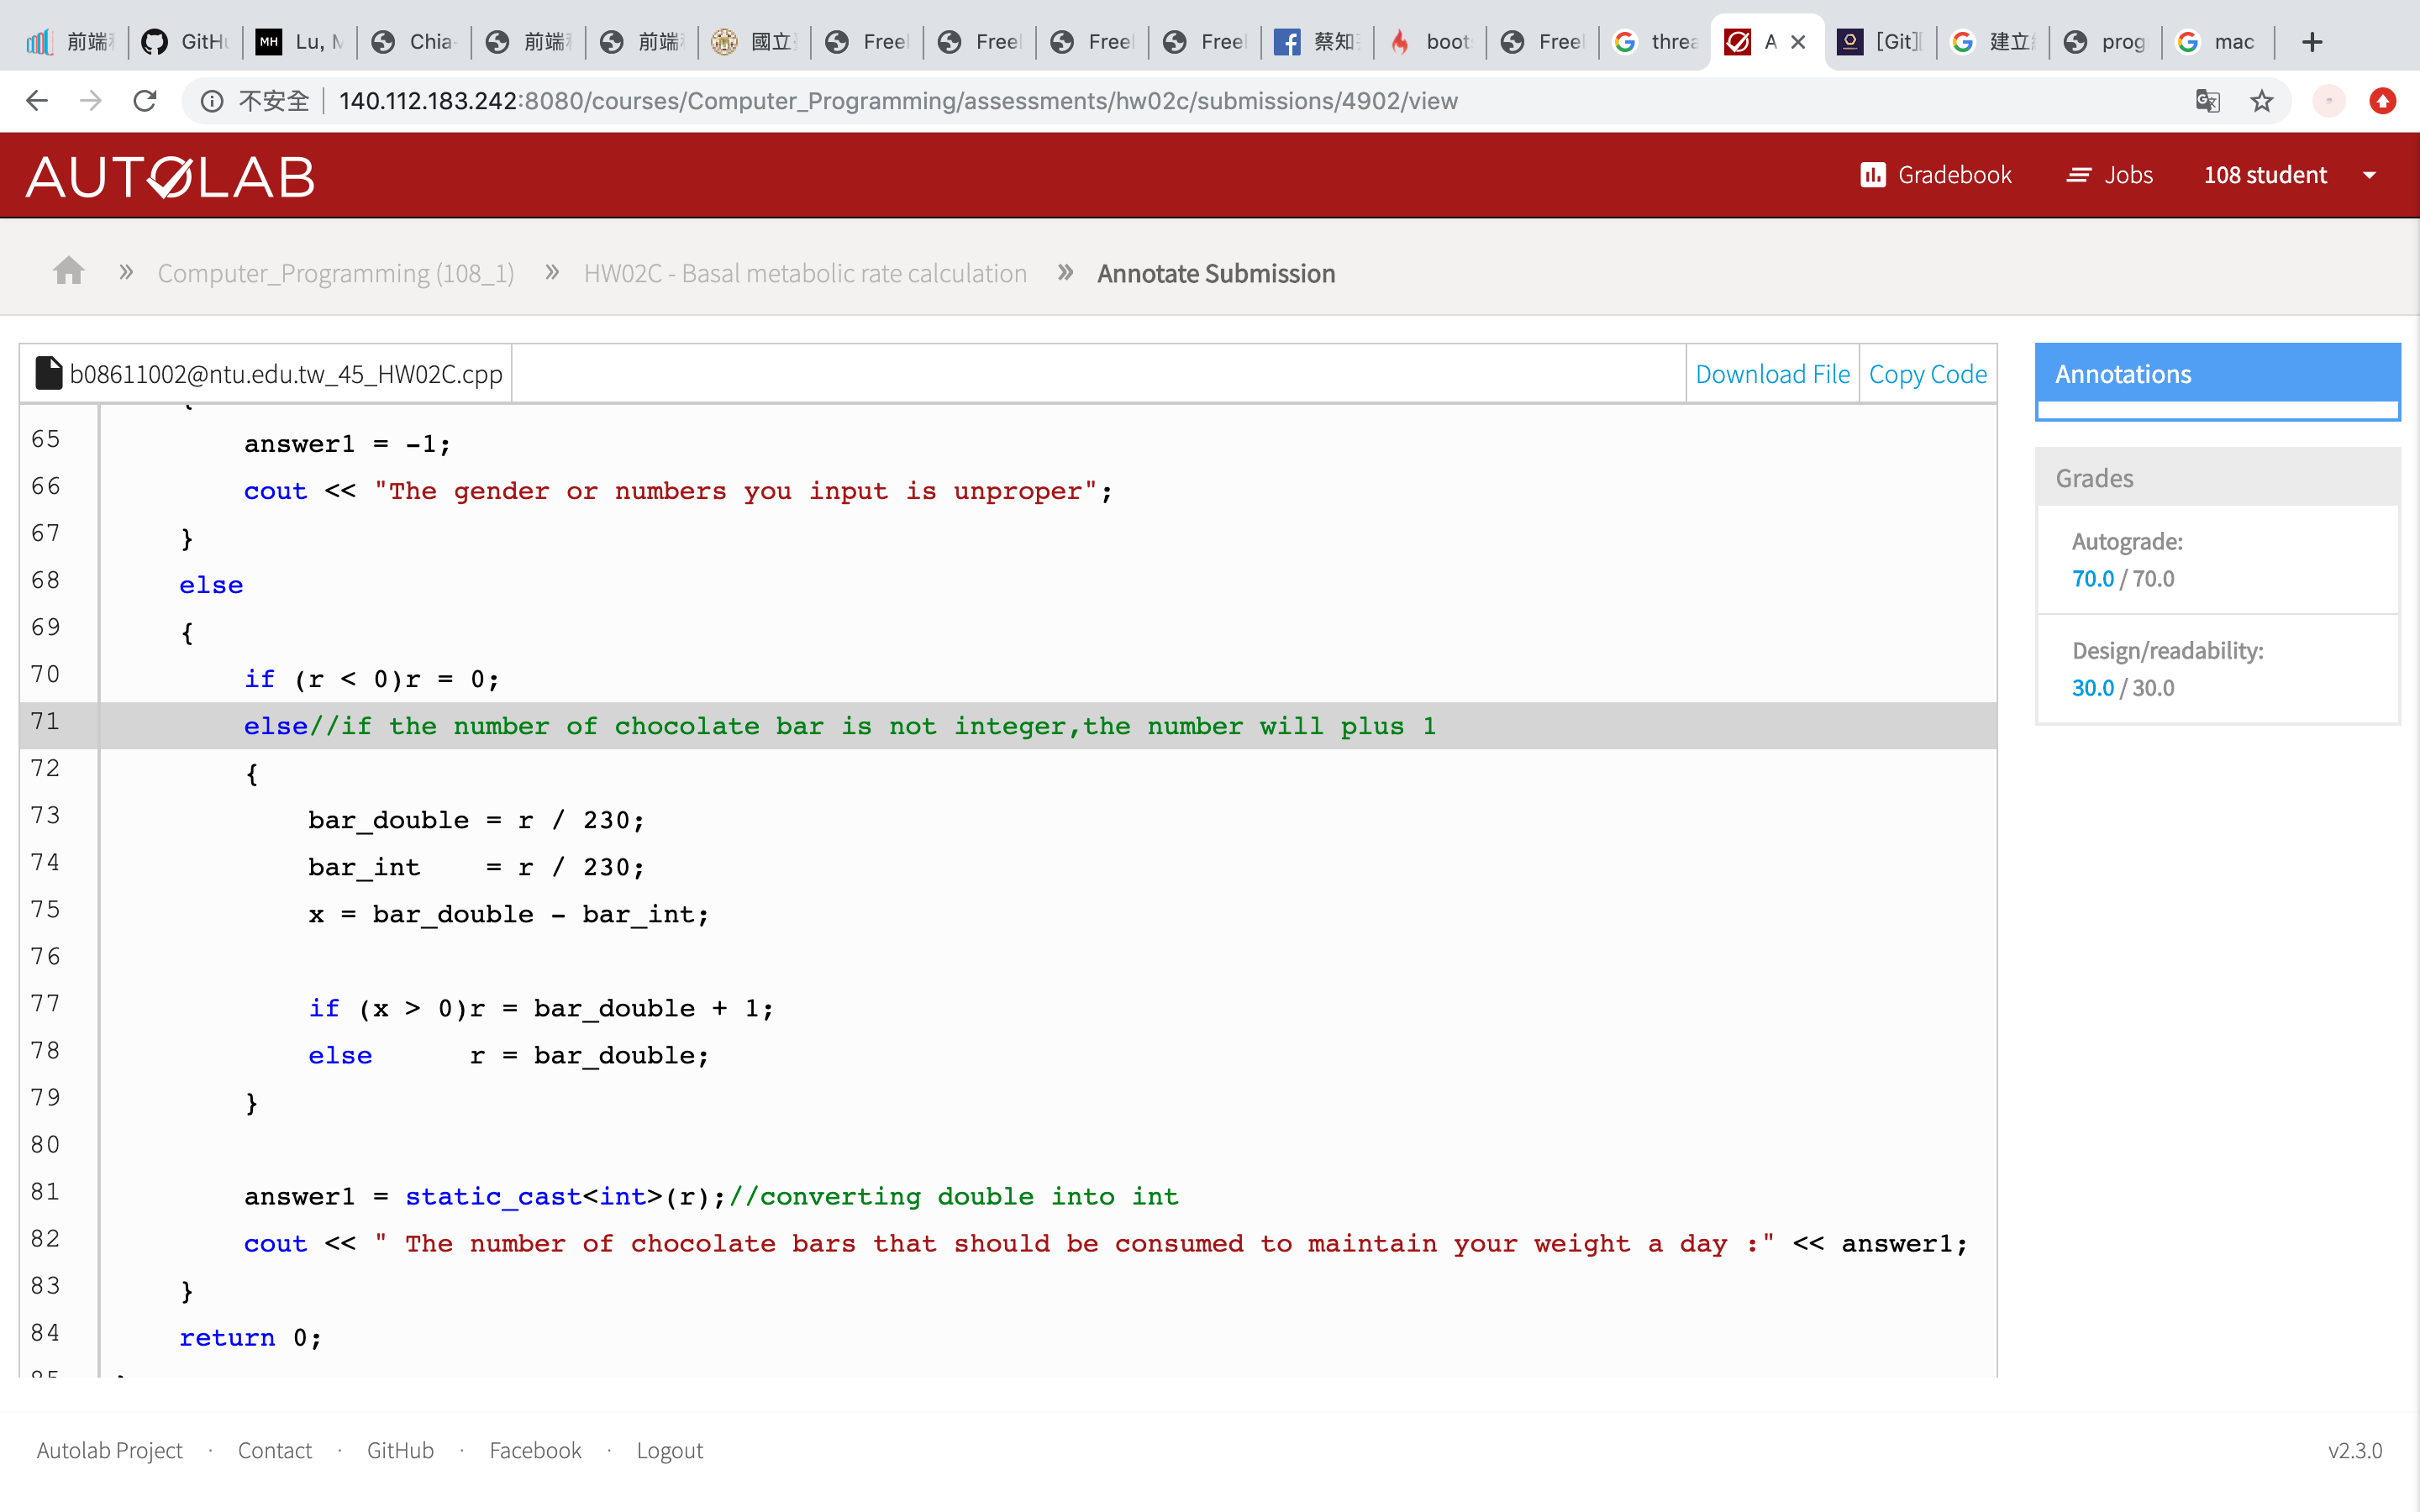 前端 GitHu Lu, M Chia- 前端 前端 國立 Free Free Free Free 蔡知 boot Free threa A [Git] 建立 prog mac
不安全 140.112.183.242:8080/courses/Computer_Programming/assessments/hw02c/submissions/4902/view
AUTOLAB Gradebook Jobs 108 student
» Computer_Programming (108_1) » HW02C - Basal metabolic rate calculation » Annotate Submission
b08611002@ntu.edu.tw_45_HW02C.cpp Download File Copy Code
65 answer1 = -1;
66 cout << "The gender or numbers you input is unproper";
67 }
68 else
69 {
70 if (r < 0)r = 0;
71 else//if the number of chocolate bar is not integer,the number will plus 1
72 {
73 bar_double = r / 230;
74 bar_int    = r / 230;
75 x = bar_double - bar_int;
76
77 if (x > 0)r = bar_double + 1;
78 else      r = bar_double;
79 }
80
81 answer1 = static_cast<int>(r);//converting double into int
82 cout << " The number of chocolate bars that should be consumed to maintain your weight a day :" << answer1;
83 }
84 return 0;
Annotations
Grades
Autograde:
70.0 / 70.0
Design/readability:
30.0 / 30.0
Autolab Project · Contact · GitHub · Facebook · Logout v2.3.0